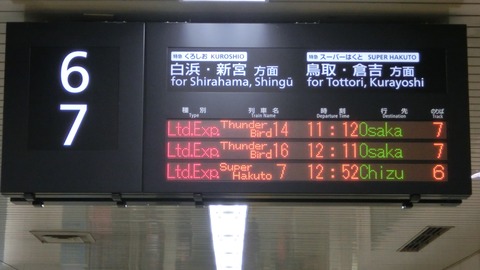 6
7
特急 くろしお KUROSHIO
白浜・新宮 方面
for Shirahama, Shingū
特急 スーパーはくと SUPER HAKUTO
鳥取・倉吉 方面
for Tottori, Kurayoshi
種別 列車名 時刻 行先 のりば
Type Train Name Departure Time Destination Track
Ltd.Exp. Thunder Bird 14 11:12 Osaka 7
Ltd.Exp. Thunder Bird 16 12:11 Osaka 7
Ltd.Exp. Super Hakuto 7 12:52 Chizu 6